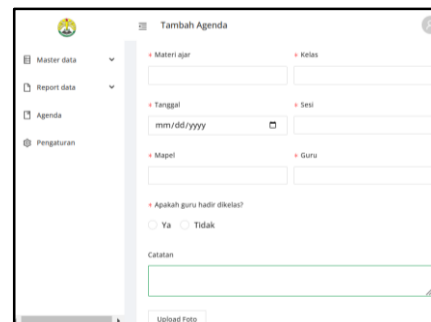 Tambah Agenda
Master data
Report data
Agenda
Pengaturan
* Materi ajar
* Kelas
* Tanggal
* Sesi
mm/dd/yyyy
* Mapel
* Guru
* Apakah guru hadir dikelas?
Ya Tidak
Catatan
Upload Foto